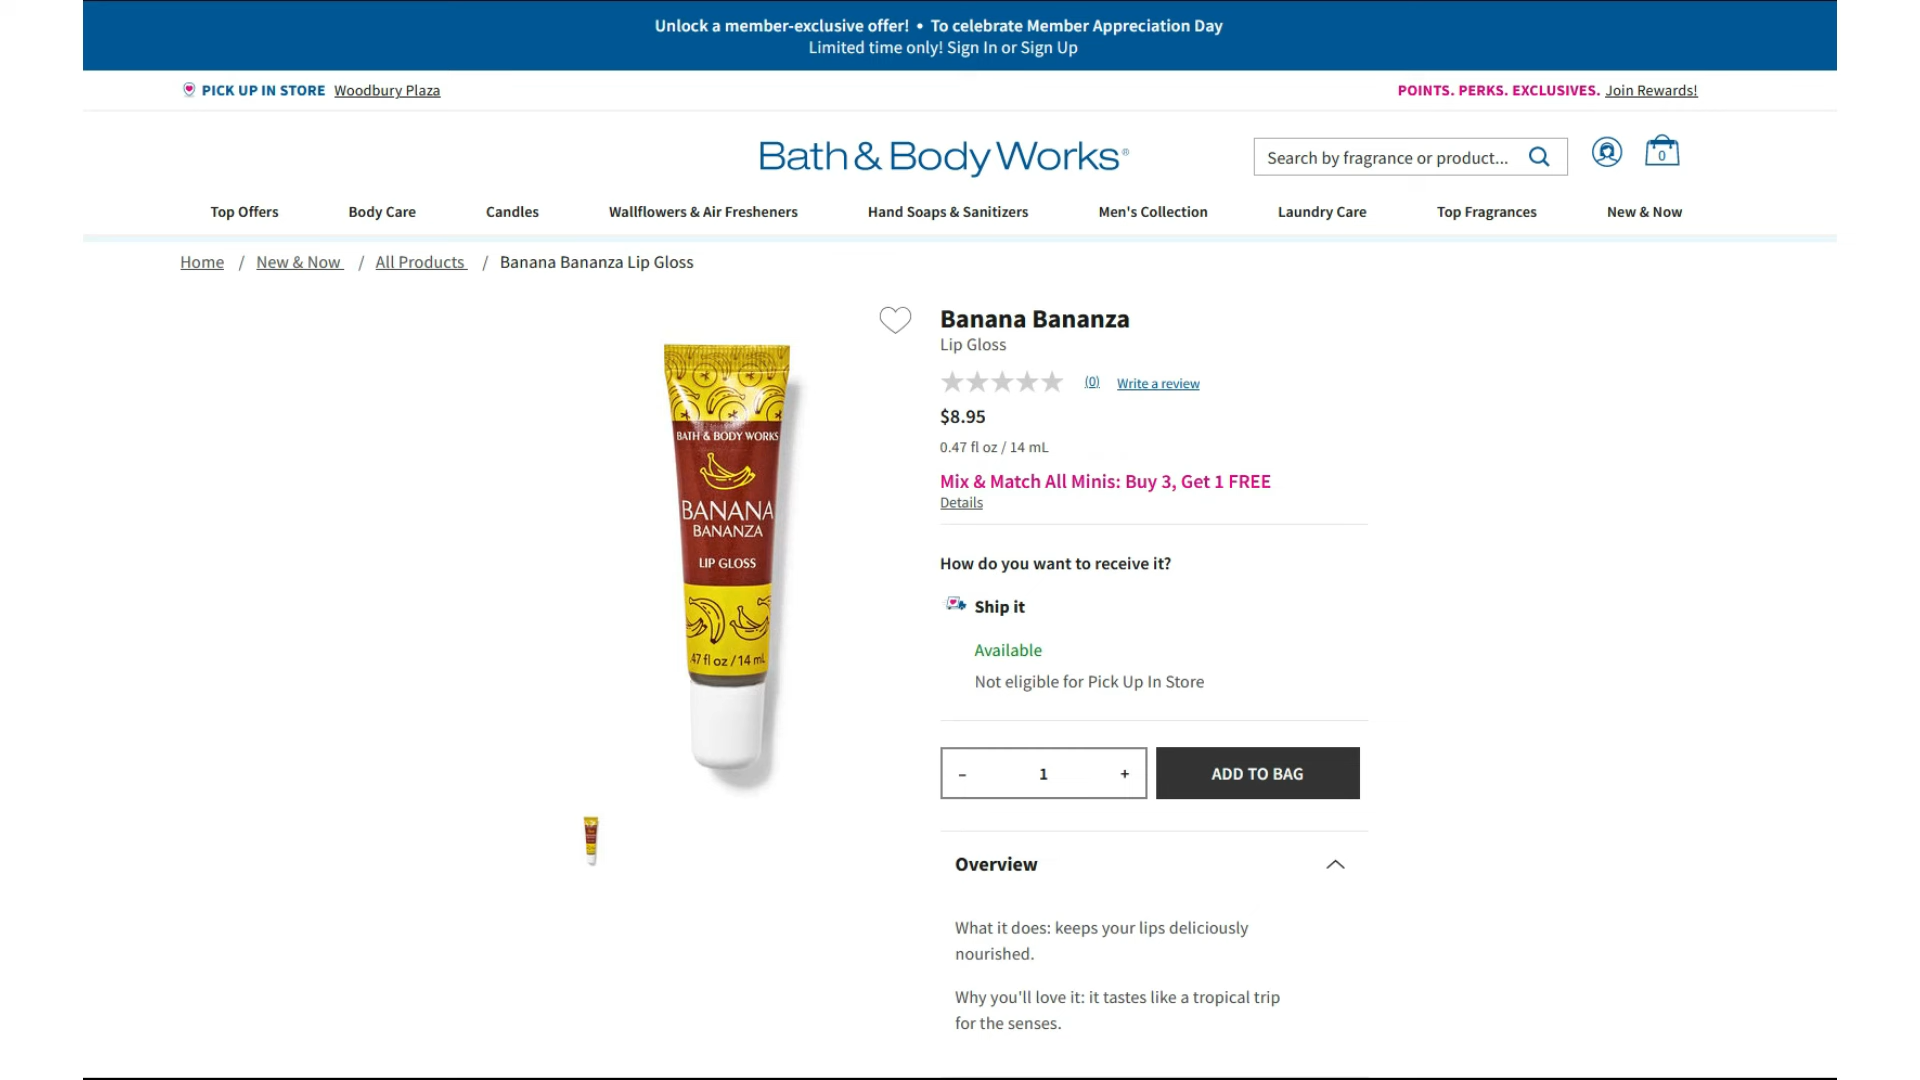 Unlock a member-exclusive offer! • To celebrate Member Appreciation Day
Limited time only! Sign In or Sign Up
PICK UP IN STORE Woodbury Plaza
POINTS. PERKS. EXCLUSIVES. Join Rewards!
Bath & Body Works®
Search by fragrance or product...
0
Top Offers Body Care Candles Wallflowers & Air Fresheners Hand Soaps & Sanitizers Men's Collection Laundry Care Top Fragrances New & Now
Home / New & Now / All Products / Banana Bananza Lip Gloss
BATH & BODY WORKS
BANANA
BANANZA
LIP GLOSS
.47 fl oz / 14 mL
Banana Bananza
Lip Gloss
(0) Write a review
$8.95
0.47 fl oz / 14 mL
Mix & Match All Minis: Buy 3, Get 1 FREE
Details
How do you want to receive it?
Ship it
Available
Not eligible for Pick Up In Store
– 1 + ADD TO BAG
Overview
What it does: keeps your lips deliciously
nourished.
Why you'll love it: it tastes like a tropical trip
for the senses.